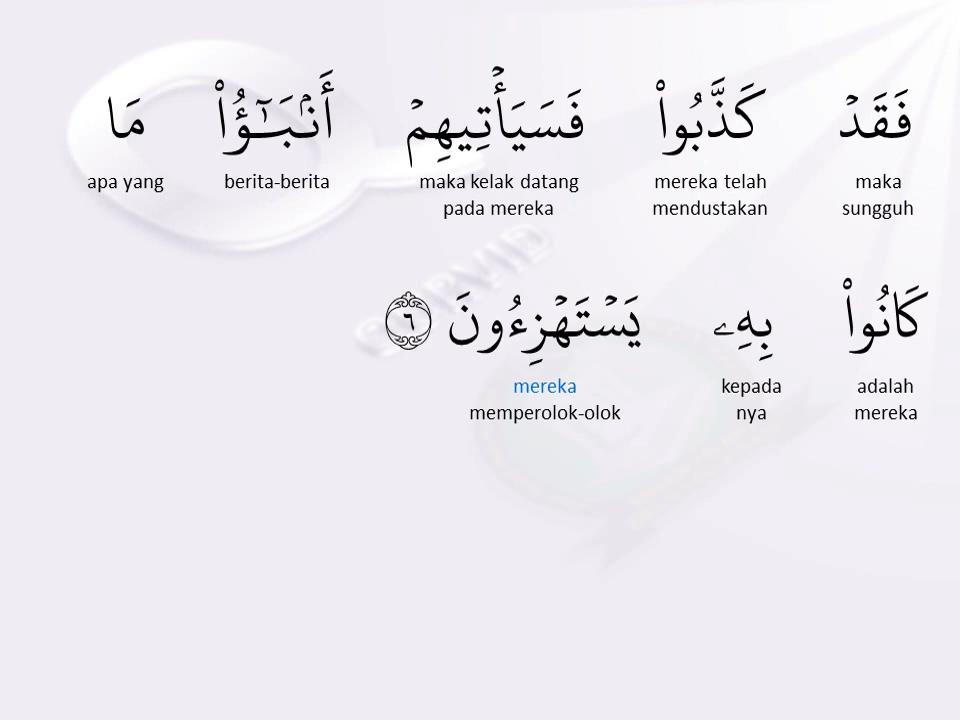 فَقَدْ كَذَّبُوا۟ فَسَيَأْتِيهِمْ أَنۢبَـٰٓؤُا۟ مَا
maka mereka telah maka kelak datang berita-berita apa yang
sungguh mendustakan pada mereka
كَانُوا۟ بِهِۦ يَسْتَهْزِءُونَ ٦
adalah kepada mereka
mereka nya memperolok-olok